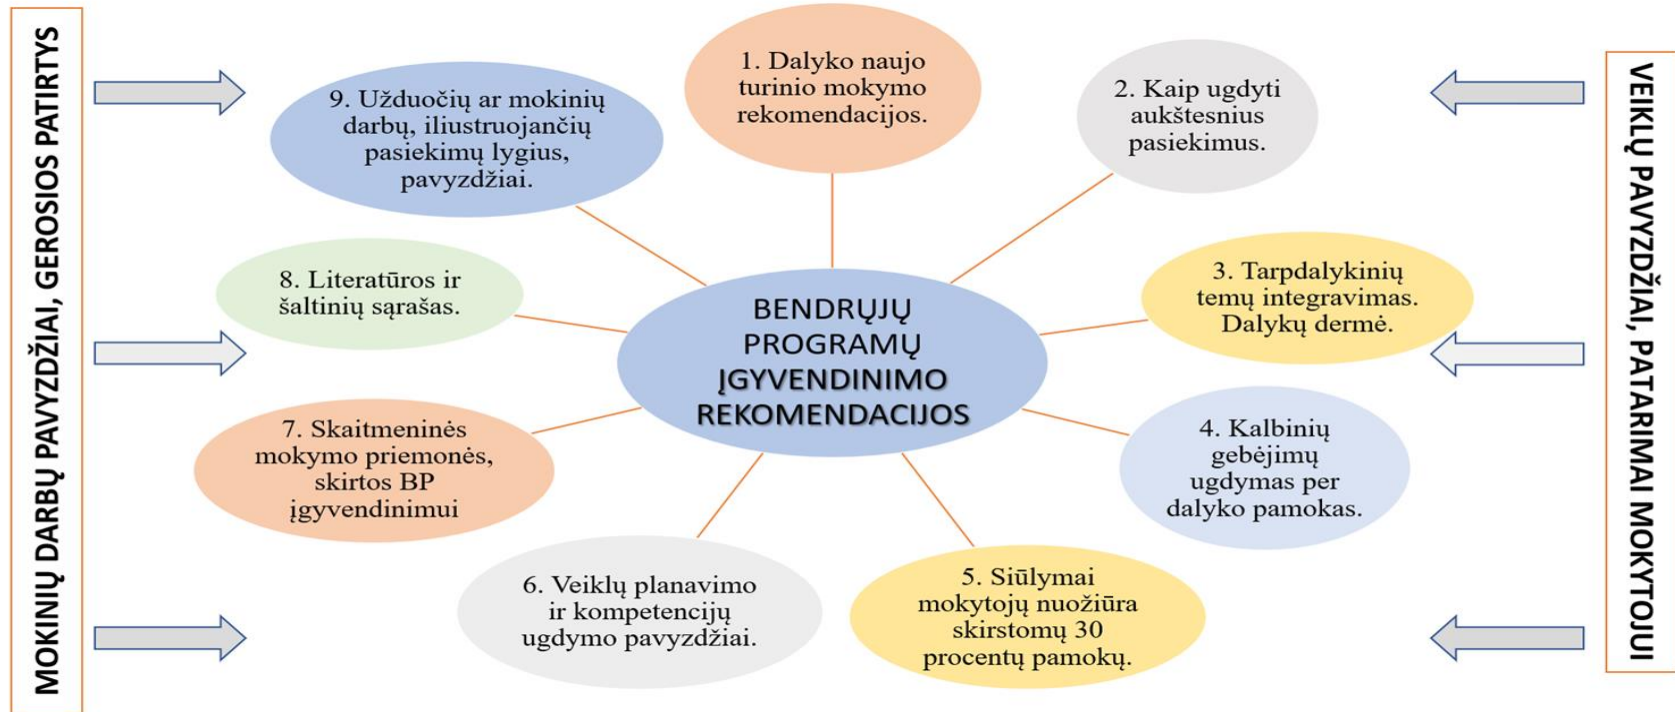 MOKINIŲ DARBŲ PAVYZDŽIAI, GEROSIOS PATIRTYS
1. Dalyko naujo
turinio mokymo
rekomendacijos.
2. Kaip ugdyti
aukštesnius
pasiekimus.
3. Tarpdalykinių
temų integravimas.
Dalykų dermė.
4. Kalbinių
gebėjimų
ugdymas per
dalyko pamokas.
5. Siūlymai
mokytojų nuožiūra
skirstomų 30
procentų pamokų.
6. Veiklų planavimo
ir kompetencijų
ugdymo pavyzdžiai.
7. Skaitmeninės
mokymo priemonės,
skirtos BP
įgyvendinimui
8. Literatūros ir
šaltinių sąrašas.
9. Užduočių ar mokinių
darbų, iliustruojančių
pasiekimų lygius,
pavyzdžiai.
BENDRŲJŲ
PROGRAMŲ
ĮGYVENDINIMO
REKOMENDACIJOS
VEIKLŲ PAVYZDŽIAI, PATARIMAI MOKYTOJUI